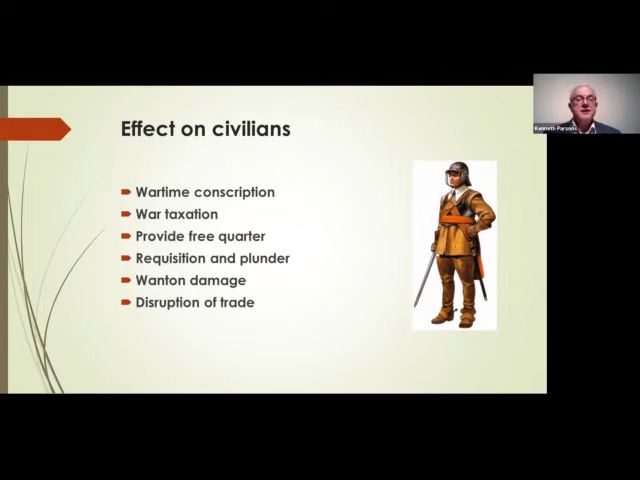 Effect on civilians
Wartime conscription
War taxation
Provide free quarter
Requisition and plunder
Wanton damage
Disruption of trade
Kenneth Parsons